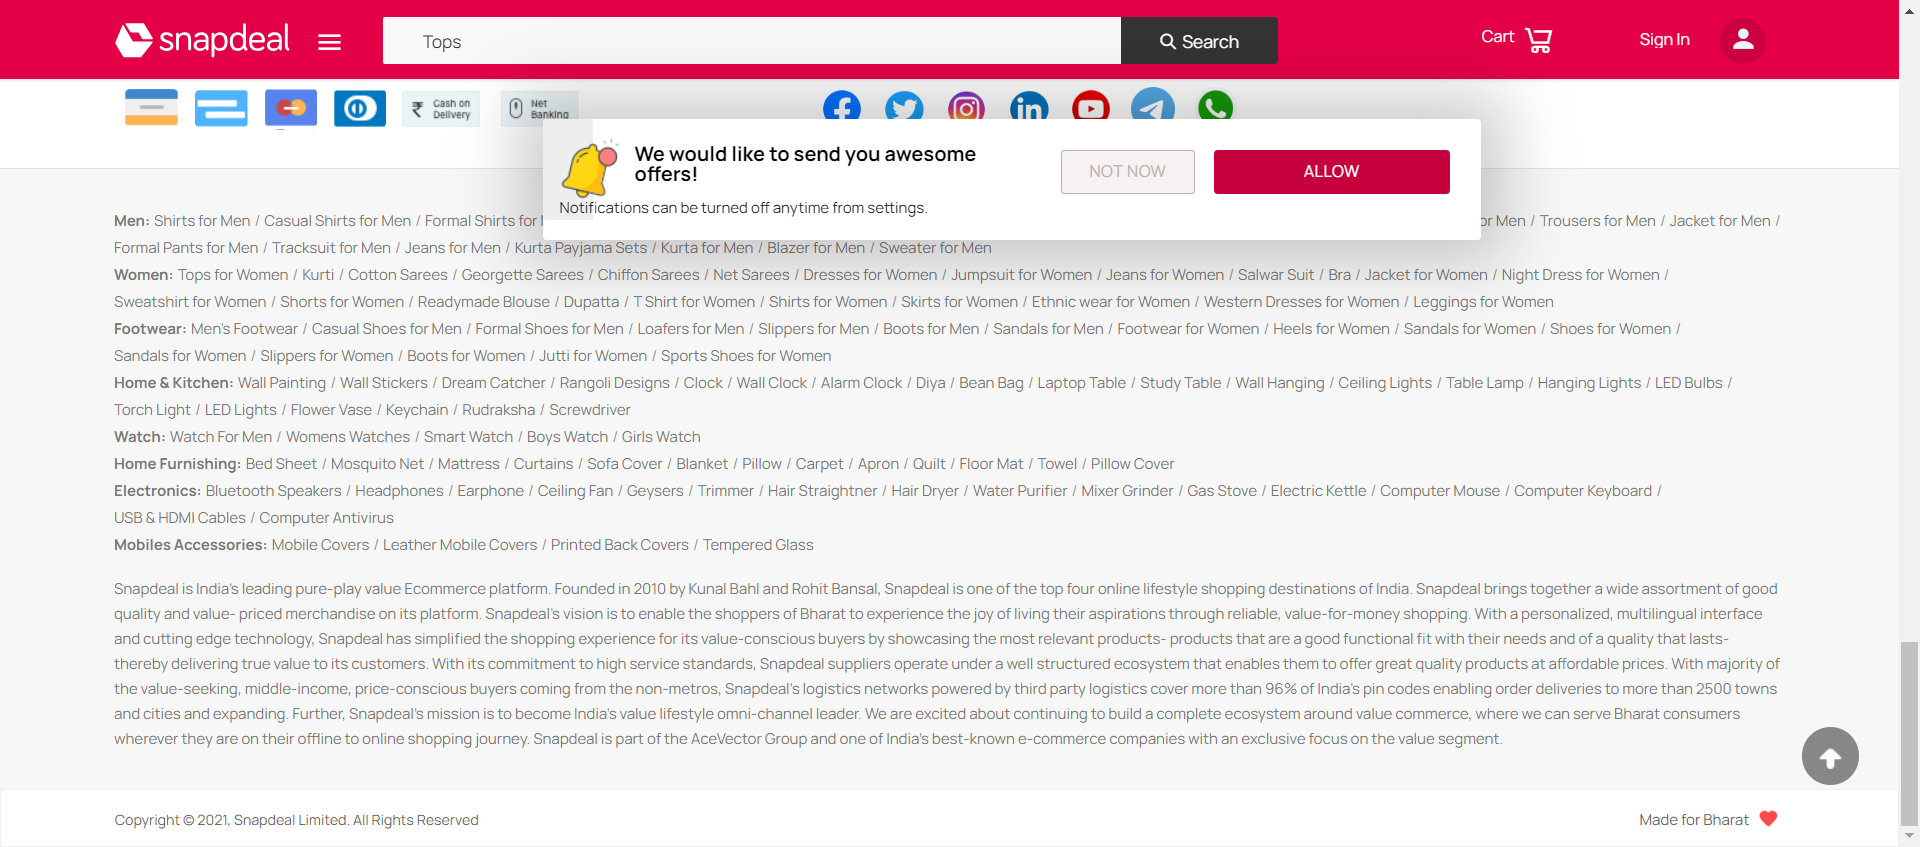 snapdeal
Tops
Search
Cart
Sign In
Cash on
Delivery
Net
Banking
We would like to send you awesome
offers!
Notifications can be turned off anytime from settings.
NOT NOW
ALLOW
Men: Shirts for Men / Casual Shirts for Men / Formal Shirts for Men / Trousers for Men / Jacket for Men /
Formal Pants for Men / Tracksuit for Men / Jeans for Men / Kurta Payjama Sets / Kurta for Men / Blazer for Men / Sweater for Men
Women: Tops for Women / Kurti / Cotton Sarees / Georgette Sarees / Chiffon Sarees / Net Sarees / Dresses for Women / Jumpsuit for Women / Jeans for Women / Salwar Suit / Bra / Jacket for Women / Night Dress for Women /
Sweatshirt for Women / Shorts for Women / Readymade Blouse / Dupatta / T Shirt for Women / Shirts for Women / Skirts for Women / Ethnic wear for Women / Western Dresses for Women / Leggings for Women
Footwear: Men's Footwear / Casual Shoes for Men / Formal Shoes for Men / Loafers for Men / Slippers for Men / Boots for Men / Sandals for Men / Footwear for Women / Heels for Women / Sandals for Women / Shoes for Women /
Sandals for Women / Slippers for Women / Boots for Women / Jutti for Women / Sports Shoes for Women
Home & Kitchen: Wall Painting / Wall Stickers / Dream Catcher / Rangoli Designs / Clock / Wall Clock / Alarm Clock / Diya / Bean Bag / Laptop Table / Study Table / Wall Hanging / Ceiling Lights / Table Lamp / Hanging Lights / LED Bulbs /
Torch Light / LED Lights / Flower Vase / Keychain / Rudraksha / Screwdriver
Watch: Watch For Men / Womens Watches / Smart Watch / Boys Watch / Girls Watch
Home Furnishing: Bed Sheet / Mosquito Net / Mattress / Curtains / Sofa Cover / Blanket / Pillow / Carpet / Apron / Quilt / Floor Mat / Towel / Pillow Cover
Electronics: Bluetooth Speakers / Headphones / Earphone / Ceiling Fan / Geysers / Trimmer / Hair Straightner / Hair Dryer / Water Purifier / Mixer Grinder / Gas Stove / Electric Kettle / Computer Mouse / Computer Keyboard /
USB & HDMI Cables / Computer Antivirus
Mobiles Accessories: Mobile Covers / Leather Mobile Covers / Printed Back Covers / Tempered Glass
Snapdeal is India's leading pure-play value Ecommerce platform. Founded in 2010 by Kunal Bahl and Rohit Bansal, Snapdeal is one of the top four online lifestyle shopping destinations of India. Snapdeal brings together a wide assortment of good
quality and value- priced merchandise on its platform. Snapdeal's vision is to enable the shoppers of Bharat to experience the joy of living their aspirations through reliable, value-for-money shopping. With a personalized, multilingual interface
and cutting edge technology, Snapdeal has simplified the shopping experience for its value-conscious buyers by showcasing the most relevant products- products that are a good functional fit with their needs and of a quality that lasts-
thereby delivering true value to its customers. With its commitment to high service standards, Snapdeal suppliers operate under a well structured ecosystem that enables them to offer great quality products at affordable prices. With majority of
the value-seeking, middle-income, price-conscious buyers coming from the non-metros, Snapdeal's logistics networks powered by third party logistics cover more than 96% of India's pin codes enabling order deliveries to more than 2500 towns
and cities and expanding. Further, Snapdeal's mission is to become India's value lifestyle omni-channel leader. We are excited about continuing to build a complete ecosystem around value commerce, where we can serve Bharat consumers
wherever they are on their offline to online shopping journey. Snapdeal is part of the AceVector Group and one of India's best-known e-commerce companies with an exclusive focus on the value segment.
Copyright © 2021, Snapdeal Limited. All Rights Reserved
Made for Bharat